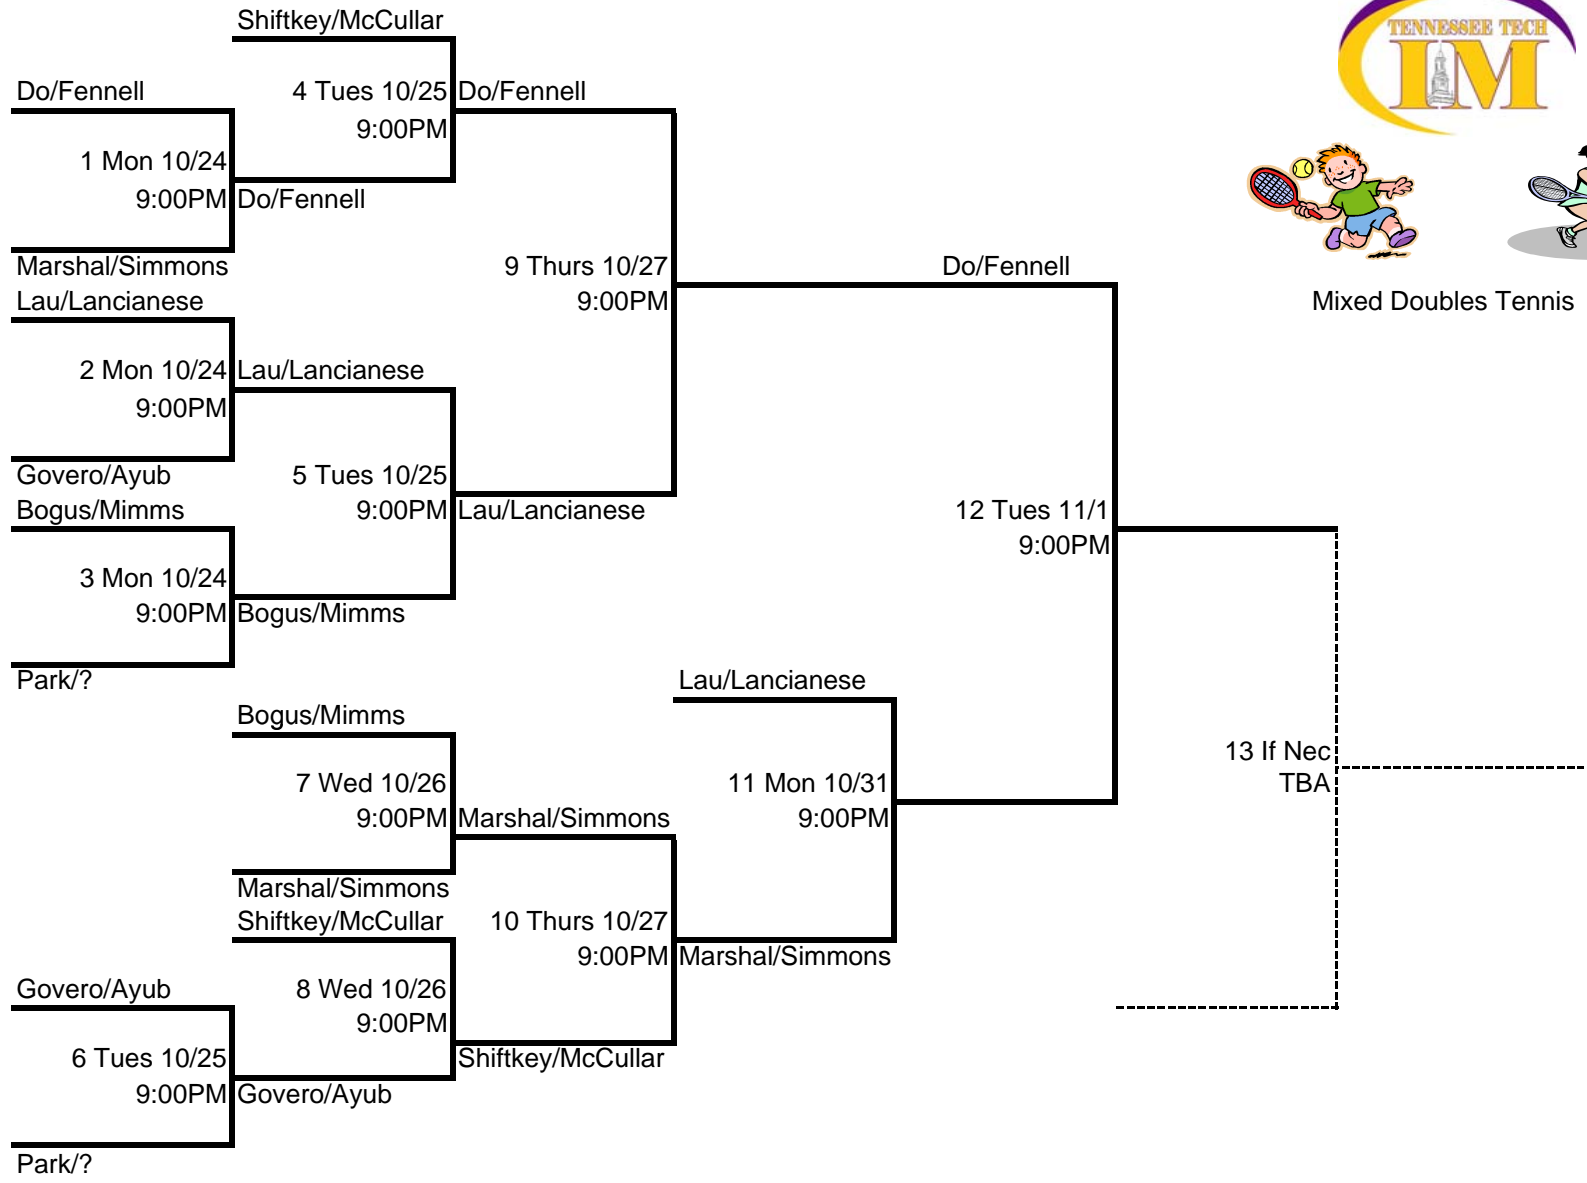 Shiftkey/McCullar
TENNESSEE TECH
IM
Do/Fennell
4 Tues 10/25
Do/Fennell
9:00PM
1 Mon 10/24
9:00PM
Do/Fennell
Marshal/Simmons
9 Thurs 10/27
Do/Fennell
Lau/Lancianese
9:00PM
Mixed Doubles Tennis
2 Mon 10/24
Lau/Lancianese
9:00PM
Govero/Ayub
5 Tues 10/25
Bogus/Mimms
9:00PM
Lau/Lancianese
12 Tues 11/1
9:00PM
3 Mon 10/24
9:00PM
Bogus/Mimms
Park/?
Lau/Lancianese
Bogus/Mimms
13 If Nec
TBA
7 Wed 10/26
11 Mon 10/31
9:00PM
Marshal/Simmons
9:00PM
Marshal/Simmons
Shiftkey/McCullar
10 Thurs 10/27
9:00PM
Marshal/Simmons
Govero/Ayub
8 Wed 10/26
9:00PM
6 Tues 10/25
Shiftkey/McCullar
9:00PM
Govero/Ayub
Park/?